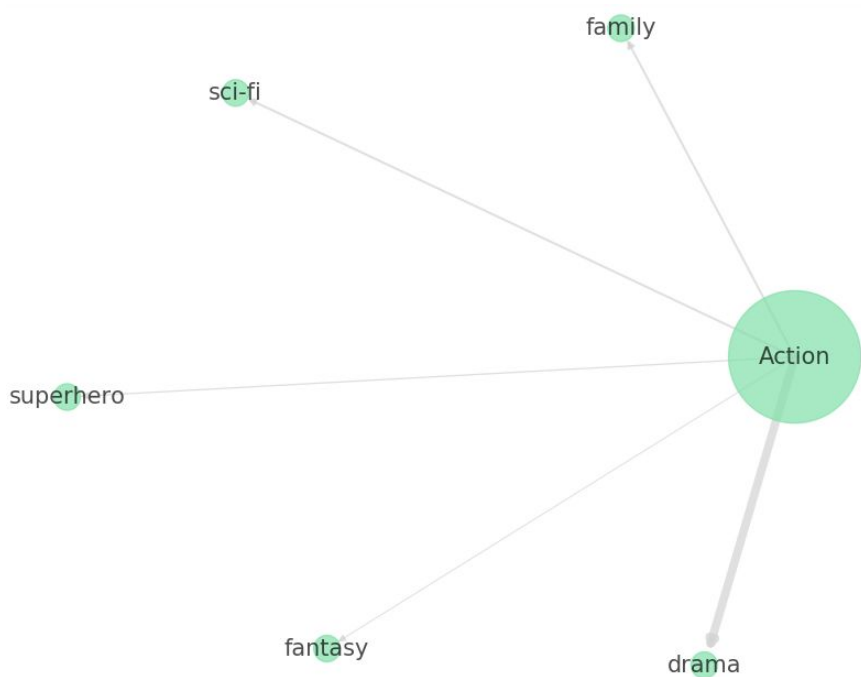 family
sci-fi
Action
superhero
fantasy
drama